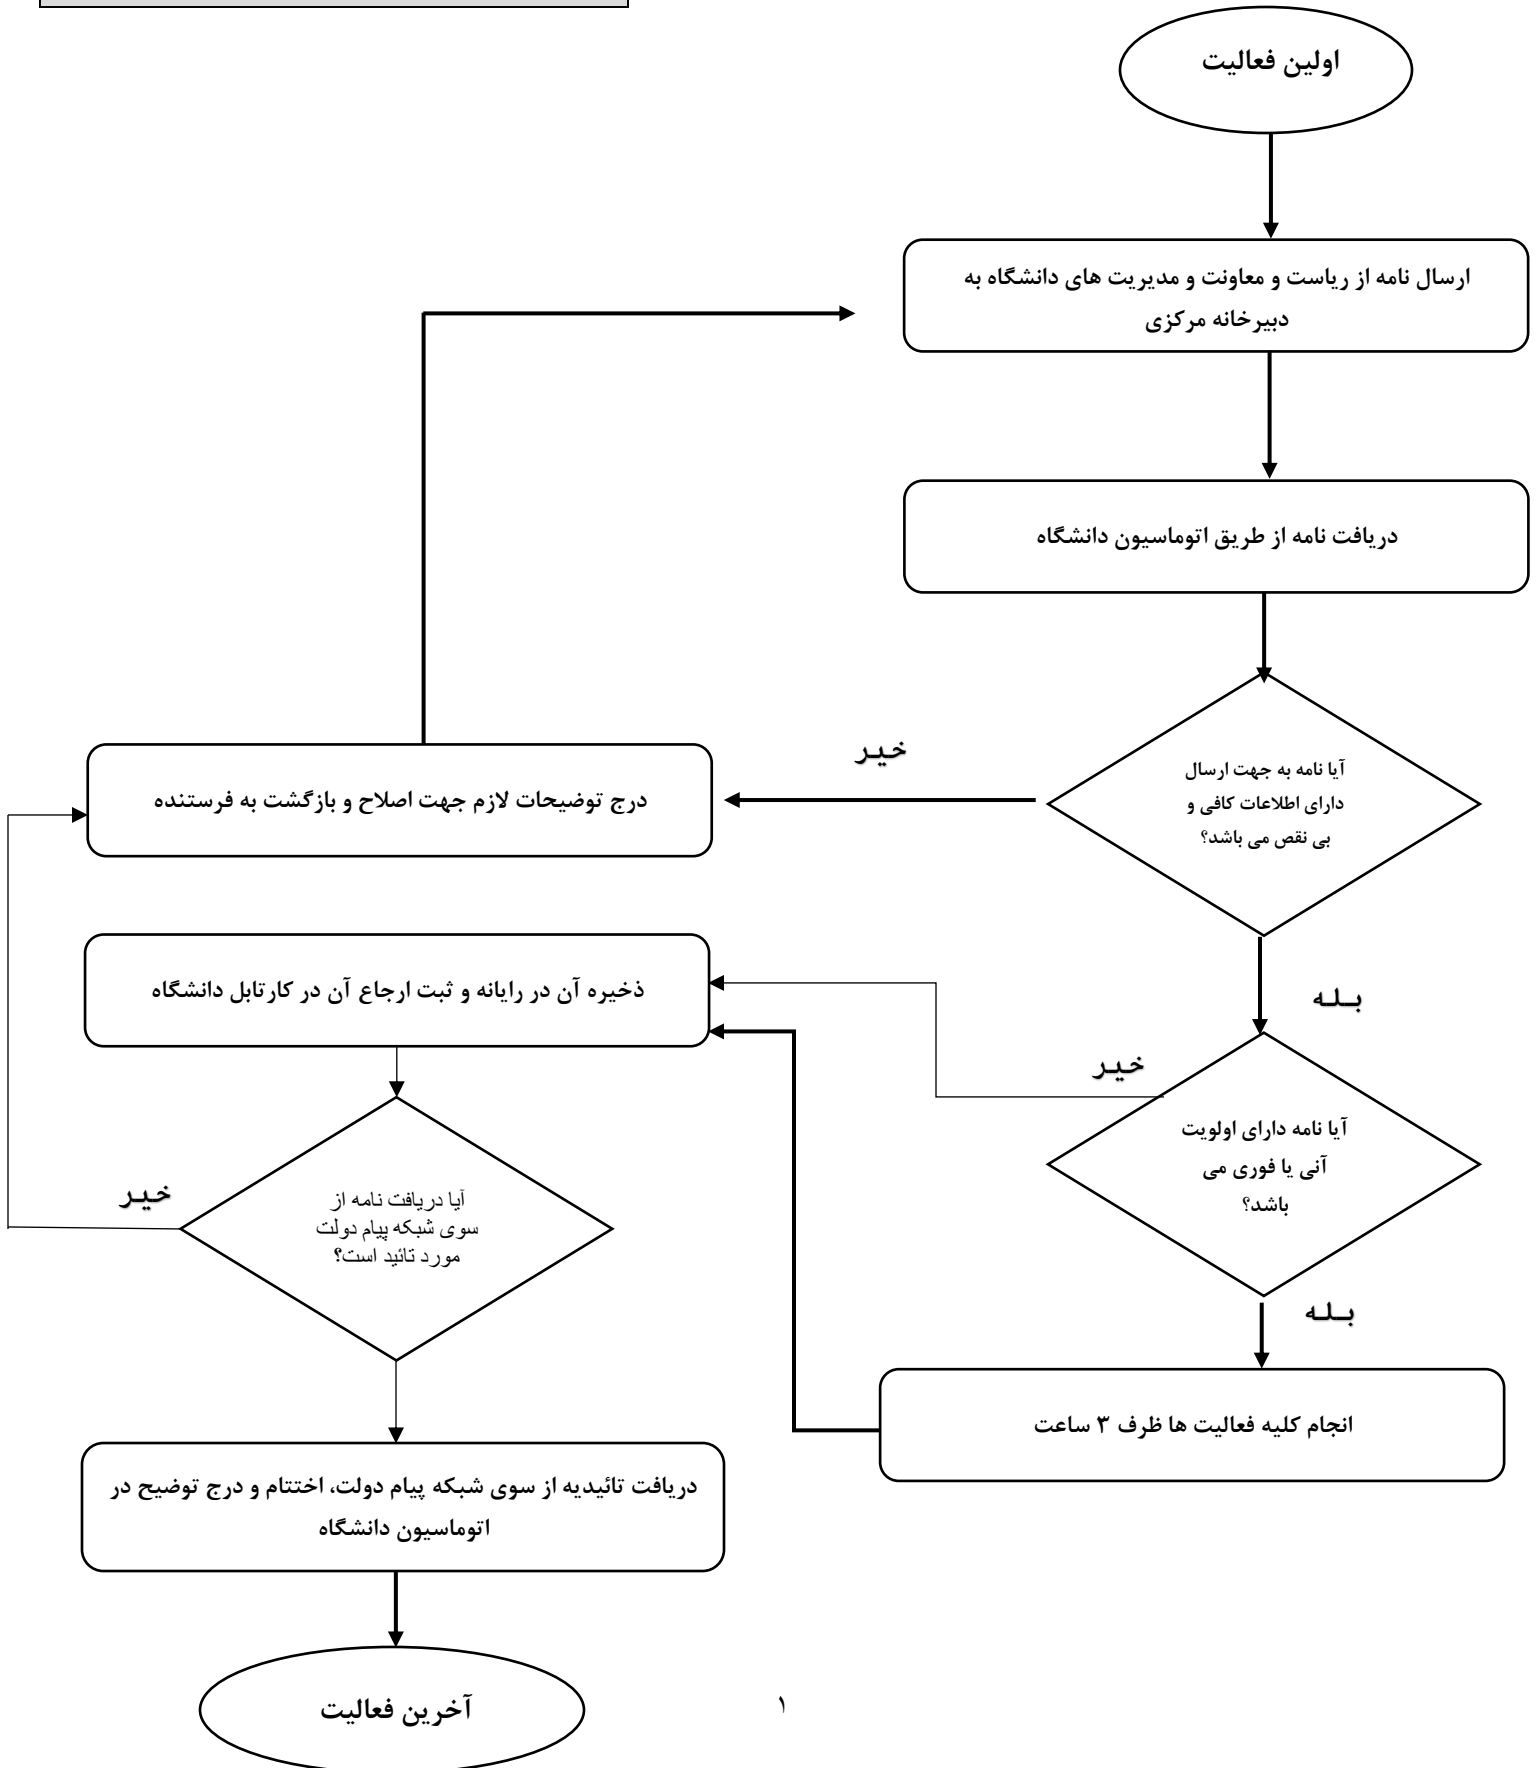 اولین فعالیت
ارسال نامه از ریاست و معاونت و مدیریت های دانشگاه به
دبیرخانه مرکزی
دریافت نامه از طریق اتوماسیون دانشگاه
آیا نامه به جهت ارسال
دارای اطلاعات کافی و
بی نقص می باشد؟
خیر
درج توضیحات لازم جهت اصلاح و بازگشت به فرستنده
بله
آیا نامه دارای اولویت
آنی یا فوری می
باشد؟
خیر
ذخیره آن در رایانه و ثبت ارجاع آن در کارتابل دانشگاه
بله
انجام کلیه فعالیت ها ظرف ۳ ساعت
آیا دریافت نامه از
سوی شبکه پیام دولت
مورد تائید است؟
خیر
دریافت تائیدیه از سوی شبکه پیام دولت، اختتام و درج توضیح در
اتوماسیون دانشگاه
آخرین فعالیت
۱